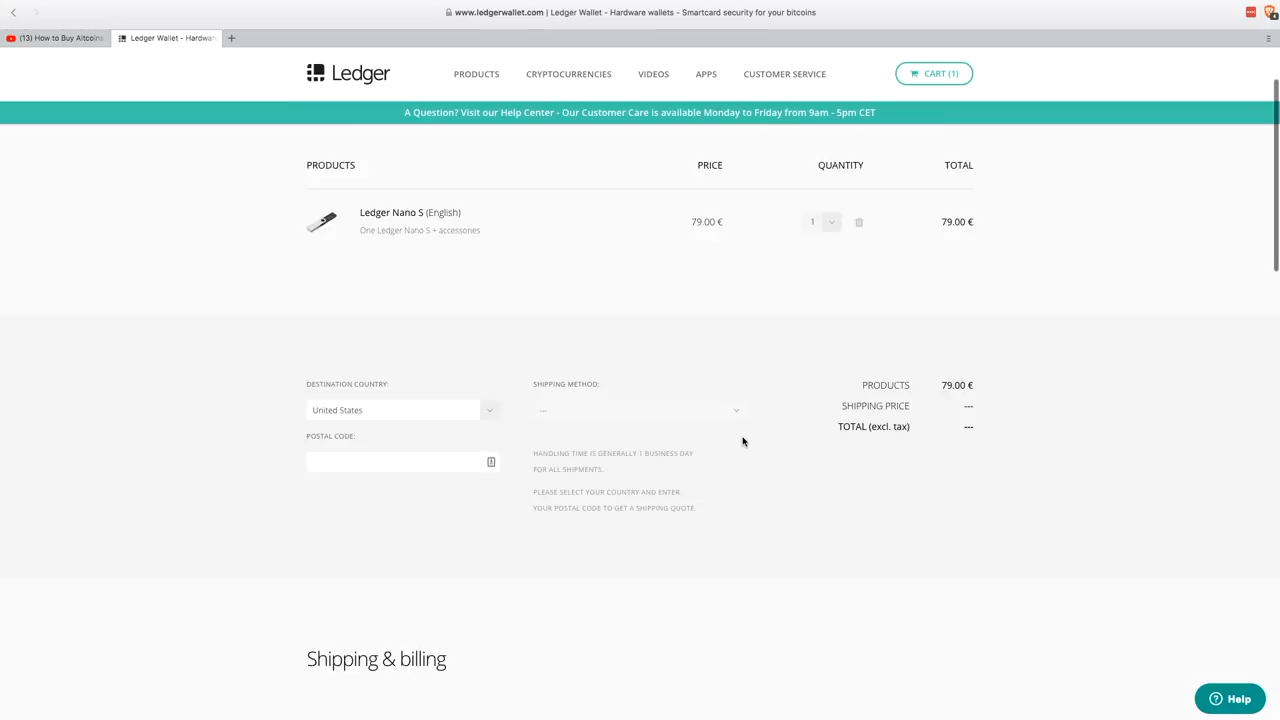 www.ledgerwallet.com | Ledger Wallet - Hardware wallets - Smartcard security for your bitcoins
(13) How to Buy Altcoins
Ledger Wallet - Hardwar
Ledger
PRODUCTS CRYPTOCURRENCIES VIDEOS APPS CUSTOMER SERVICE CART (1)
A Question? Visit our Help Center - Our Customer Care is available Monday to Friday from 9am - 5pm CET
PRODUCTS PRICE QUANTITY TOTAL
Ledger Nano S (English)
One Ledger Nano S + accessories
79.00 € 1 79.00 €
DESTINATION COUNTRY: SHIPPING METHOD:
PRODUCTS 79.00 €
United States ---
SHIPPING PRICE ---
TOTAL (excl. tax) ---
POSTAL CODE:
HANDLING TIME IS GENERALLY 1 BUSINESS DAY
FOR ALL SHIPMENTS.
PLEASE SELECT YOUR COUNTRY AND ENTER
YOUR POSTAL CODE TO GET A SHIPPING QUOTE.
Shipping & billing
Help